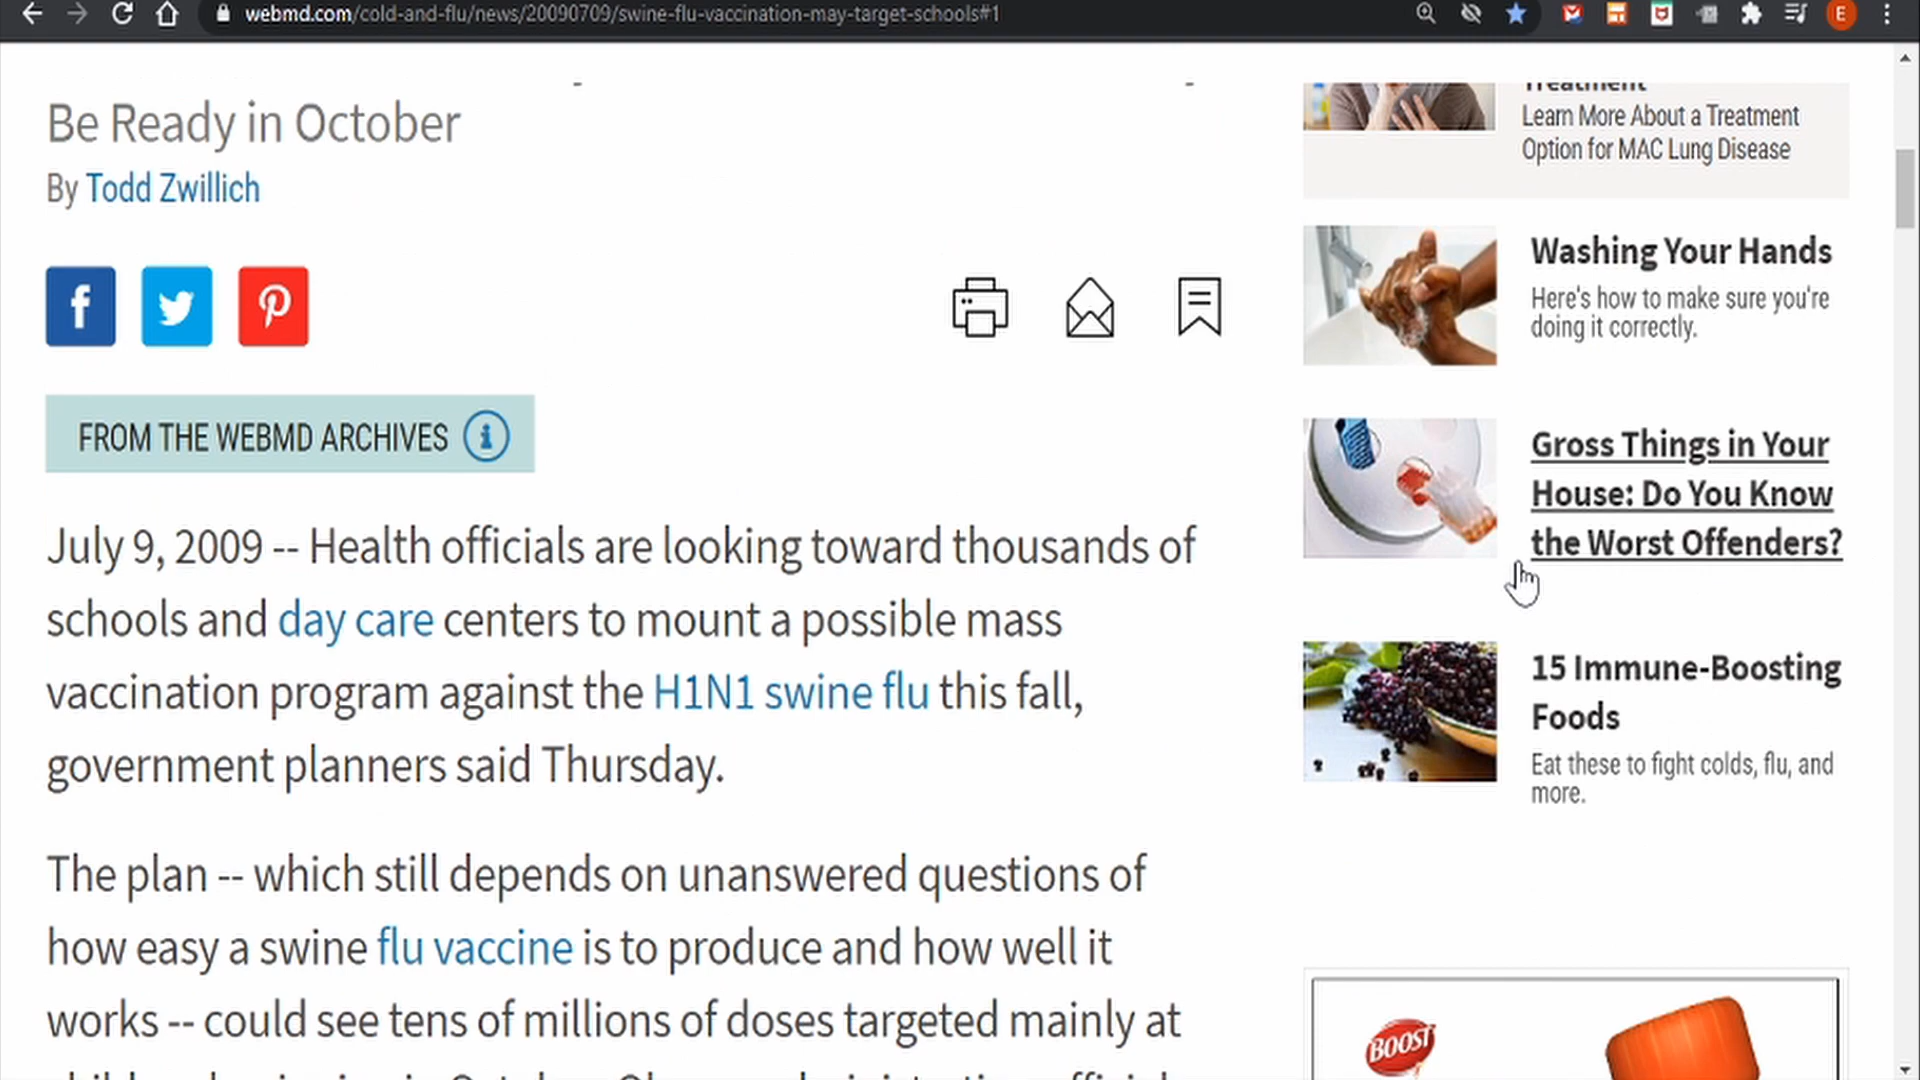 webmd.com/cold-and-flu/news/20090709/swine-flu-vaccination-may-target-schools#1
E
Be Ready in October
By Todd Zwillich
FROM THE WEBMD ARCHIVES
July 9, 2009 -- Health officials are looking toward thousands of
schools and day care centers to mount a possible mass
vaccination program against the H1N1 swine flu this fall,
government planners said Thursday.
The plan -- which still depends on unanswered questions of
how easy a swine flu vaccine is to produce and how well it
works -- could see tens of millions of doses targeted mainly at
Treatment
Learn More About a Treatment
Option for MAC Lung Disease
Washing Your Hands
Here's how to make sure you're
doing it correctly.
Gross Things in Your
House: Do You Know
the Worst Offenders?
15 Immune-Boosting
Foods
Eat these to fight colds, flu, and
more.
BOOST